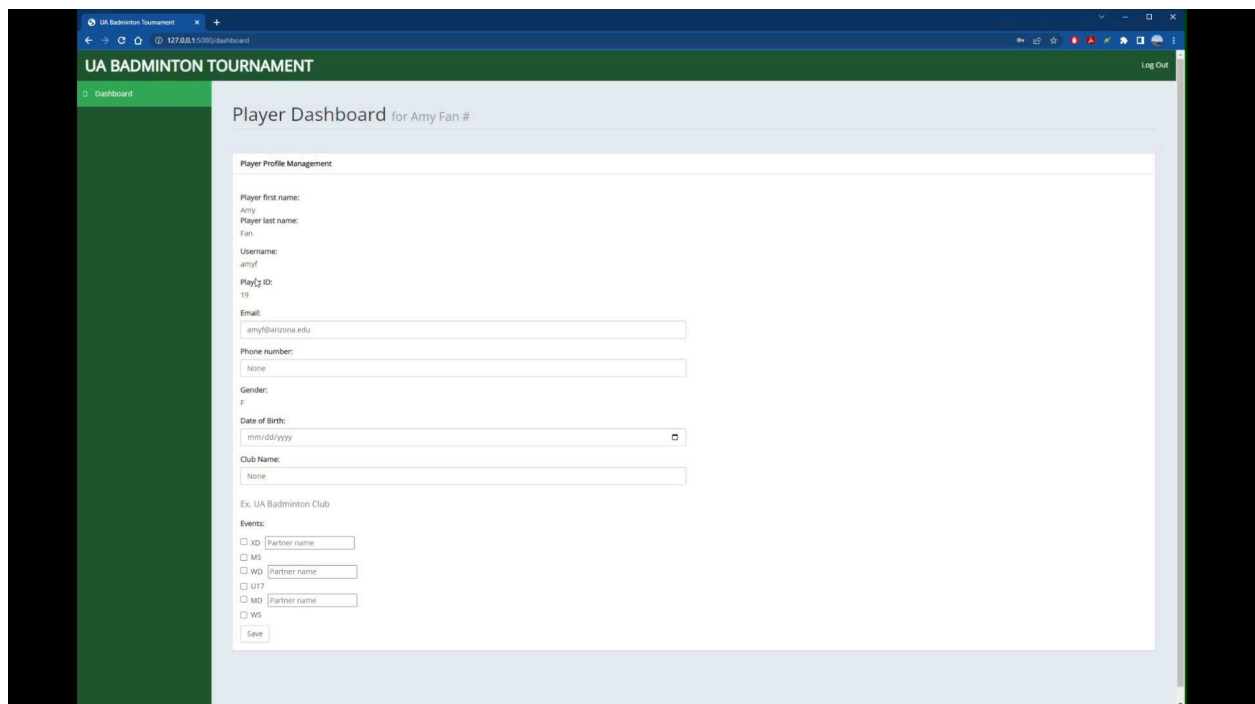 UA Badminton Tournament
127.0.0.1:5000/dashboard
UA BADMINTON TOURNAMENT
Log Out
Dashboard
Player Dashboard for Amy Fan #
Player Profile Management
Player first name:
Amy
Player last name:
Fan
Username:
amyf
Player ID:
19
Email:
amyf@arizona.edu
Phone number:
None
Gender:
F
Date of Birth:
mm/dd/yyyy
Club Name:
None
Ex. UA Badminton Club
Events:
XD Partner name
MS
WD Partner name
U17
MD Partner name
WS
Save